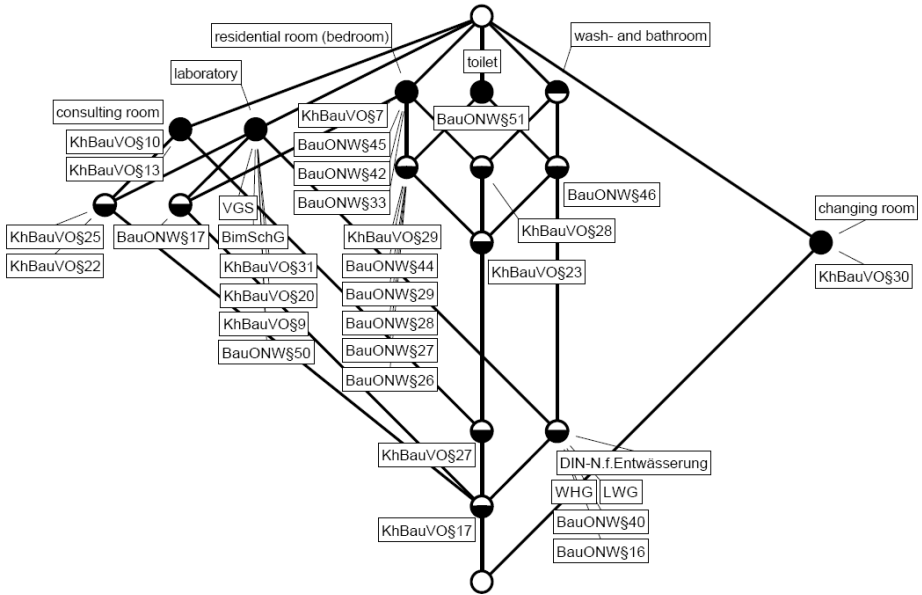 residential room (bedroom)
wash- and bathroom
toilet
laboratory
consulting room
KhBauVO§7
BauONW§51
KhBauVO§10
BauONW§45
KhBauVO§13
BauONW§42
BauONW§46
BauONW§33
VGS
changing room
KhBauVO§25
BauONW§17
BimSchG
KhBauVO§29
KhBauVO§28
KhBauVO§22
KhBauVO§31
BauONW§44
KhBauVO§23
KhBauVO§30
KhBauVO§20
BauONW§29
KhBauVO§9
BauONW§28
BauONW§50
BauONW§27
BauONW§26
KhBauVO§27
DIN-N.f.Entwässerung
WHG LWG
BauONW§40
KhBauVO§17
BauONW§16